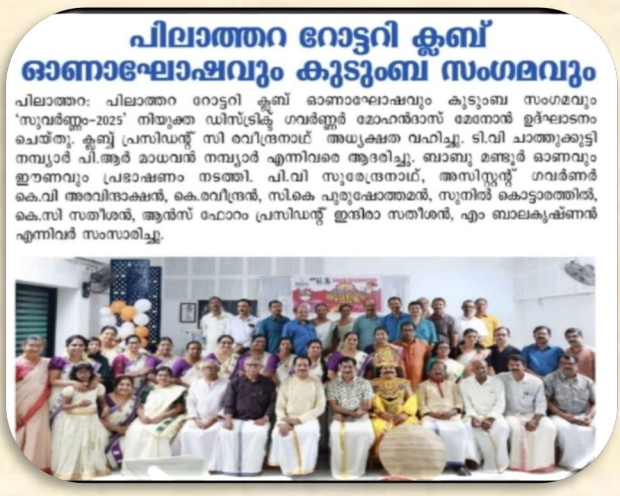 പിലാത്തറ റോട്ടറി ക്ലബ്
ഓണാഘോഷവും കുടുംബ സംഗമവും
പിലാത്തറ: പിലാത്തറ റോട്ടറി ക്ലബ് ഓണാഘോഷവും കുടുംബ സംഗമവും
'സുവർണ്ണം-2025' നിയുക്ത ഡിസ്ട്രിക്ട് ഗവർണ്ണർ മോഹൻദാസ് മേനോൻ ഉദ്ഘാടനം
ചെയ്തു. ക്ലബ്ബ് പ്രസിഡന്റ് സി രവീന്ദ്രനാഥ് അധ്യക്ഷത വഹിച്ചു. ടി.വി ചാത്തുക്കുട്ടി
നമ്പ്യാർ പി.ആർ മാധവൻ നമ്പ്യാർ എന്നിവരെ ആദരിച്ചു. ബാബു മണ്ടൂർ ഓണവും
ഈണവും പ്രഭാഷണം നടത്തി. പി.വി സുരേന്ദ്രനാഥ്, അസിസ്റ്റന്റ് ഗവർണർ
കെ.വി അരവിന്ദാക്ഷൻ, കെ.രവീന്ദ്രൻ, സി.കെ പുരുഷോത്തമൻ, സുനിൽ കൊട്ടാരത്തിൽ,
കെ.സി സതീശൻ, ആൻസ് ഫോറം പ്രസിഡന്റ് ഇന്ദിരാ സതീശൻ, എം ബാലകൃഷ്ണൻ
എന്നിവർ സംസാരിച്ചു.